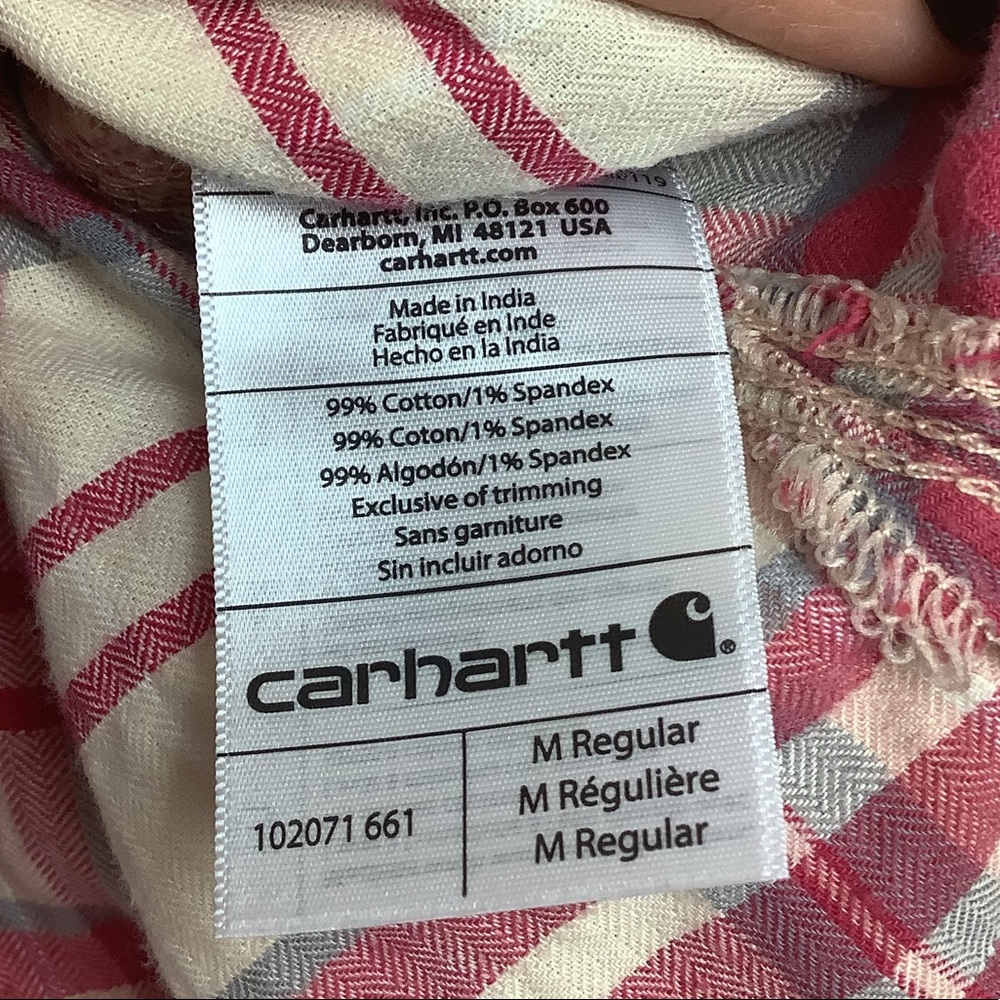 Carhartt, Inc. P.O. Box 600
Dearborn, MI 48121 USA
carhartt.com
Made in India
Fabriqué en Inde
Hecho en la India
99% Cotton/1% Spandex
99% Coton/1% Spandex
99% Algodón/1% Spandex
Exclusive of trimming
Sans garniture
Sin incluir adorno
carhartt®
102071 661
M Regular
M Régulière
M Regular